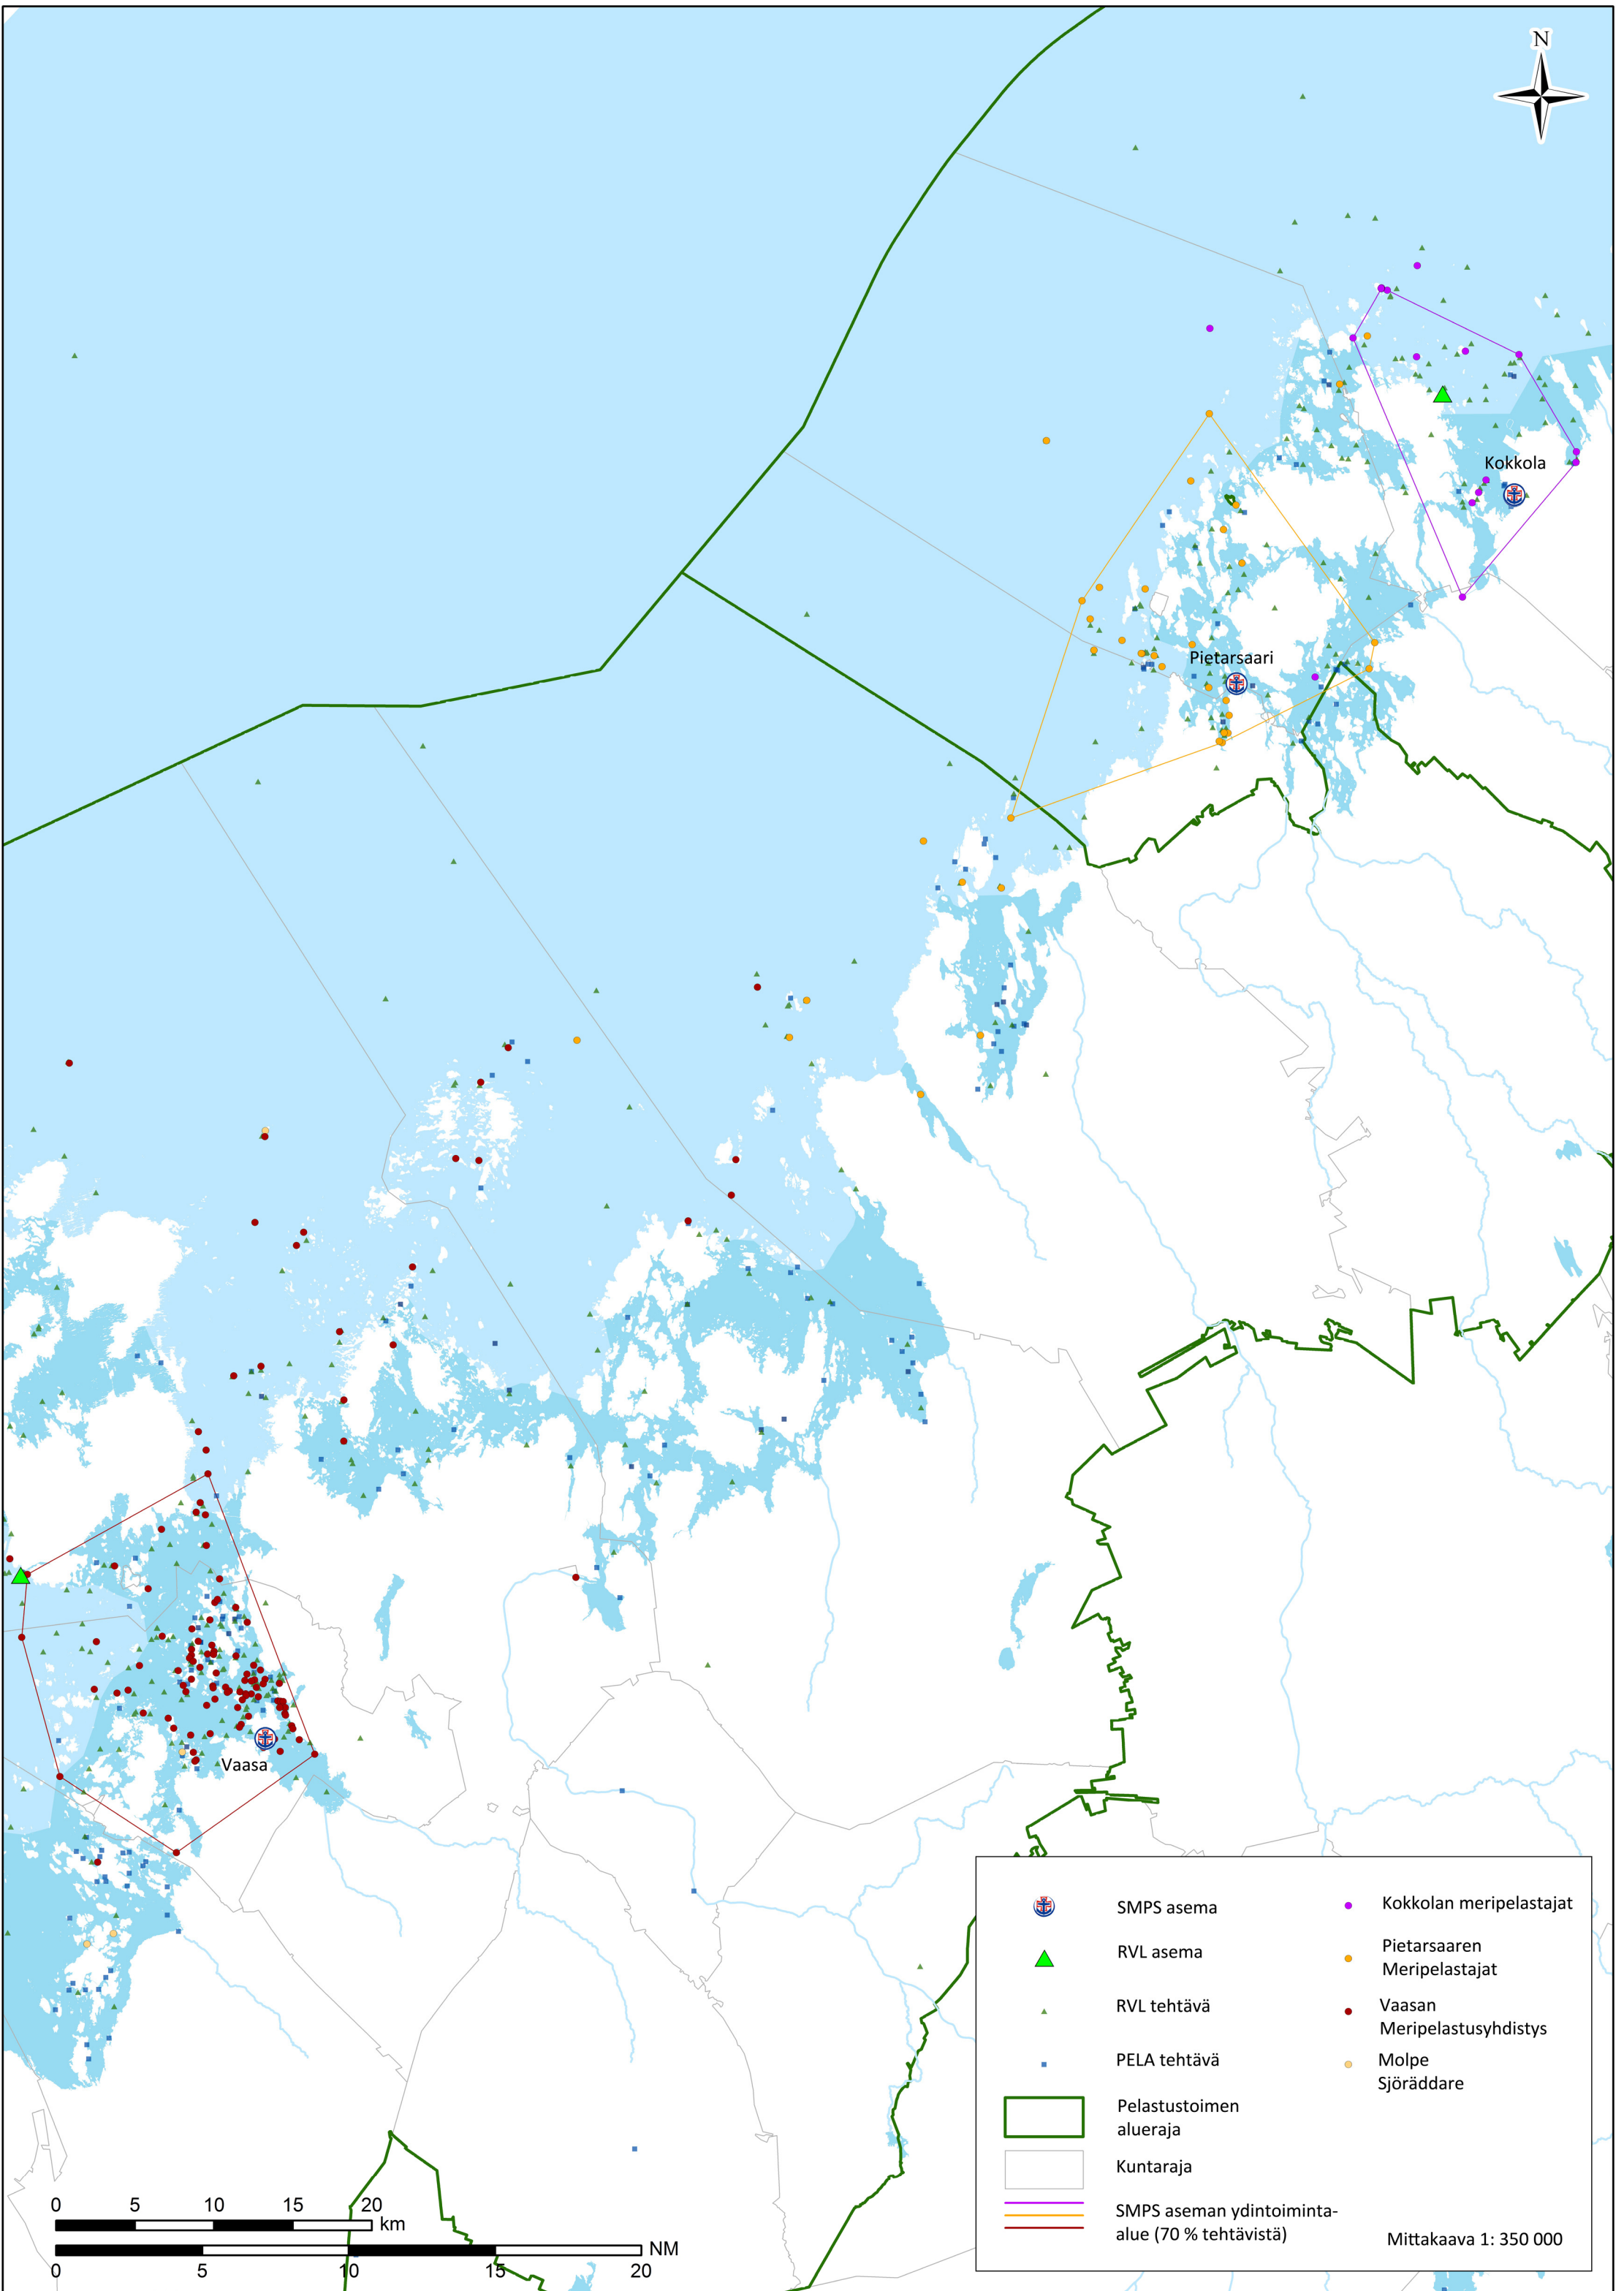 N
Kokkola
Pietarsaari
Vaasa
SMPS asema
RVL asema
RVL tehtävä
PELA tehtävä
Pelastustoimen
alueraja
Kuntaraja
SMPS aseman ydintoiminta-
alue (70 % tehtävistä)
Kokkolan meripelastajat
Pietarsaaren
Meripelastajat
Vaasan
Meripelastusyhdistys
Molpe
Sjöräddare
Mittakaava 1: 350 000
0 5 10 15 20
km
NM
0 5 10 15 20